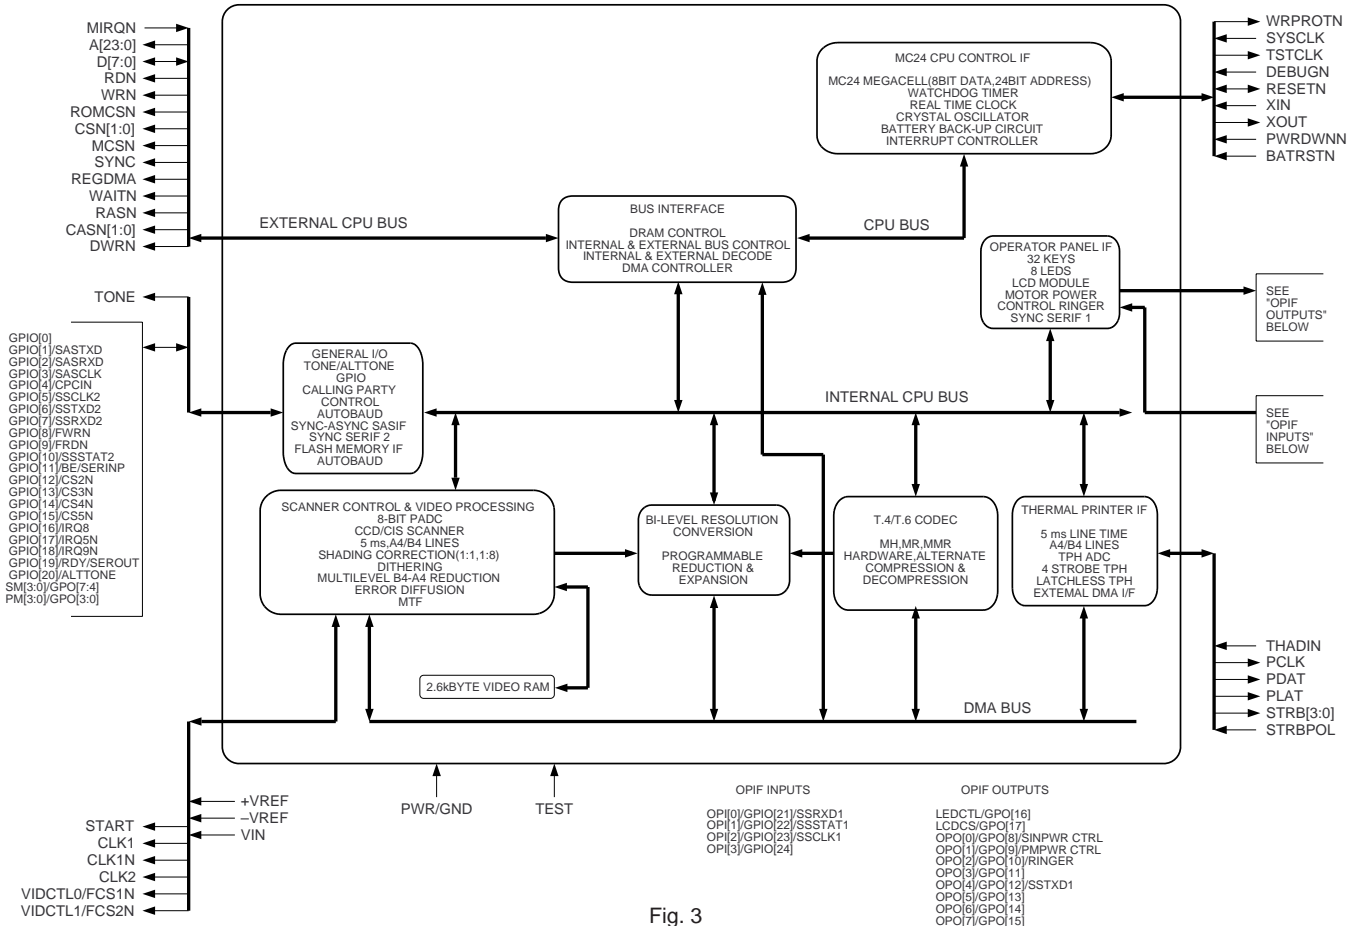 MIRQN
A[23:0]
D[7:0]
RDN
WRN
ROMCSN
CSN[1:0]
MCSN
SYNC
REGDMA
WAITN
RASN
CASN[1:0]
DWRN
EXTERNAL CPU BUS
BUS INTERFACE
DRAM CONTROL
INTERNAL & EXTERNAL BUS CONTROL
INTERNAL & EXTERNAL DECODE
DMA CONTROLLER
CPU BUS
MC24 CPU CONTROL IF
MC24 MEGACELL(8BIT DATA,24BIT ADDRESS)
WATCHDOG TIMER
REAL TIME CLOCK
CRYSTAL OSCILLATOR
BATTERY BACK-UP CIRCUIT
INTERRUPT CONTROLLER
WRPROTN
SYSCLK
TSTCLK
DEBUGN
RESETN
XIN
XOUT
PWRDWNN
BATRSTN
OPERATOR PANEL IF
32 KEYS
8 LEDS
LCD MODULE
MOTOR POWER
CONTROL RINGER
SYNC SERIF 1
SEE
"OPIF
OUTPUTS"
BELOW
SEE
"OPIF
INPUTS"
BELOW
TONE
GPIO[0]
GPIO[1]/SASTXD
GPIO[2]/SASRXD
GPIO[3]/SASCLK
GPIO[4]/CPCIN
GPIO[5]/SSCLK2
GPIO[6]/SSTXD2
GPIO[7]/SSRXD2
GPIO[8]/FWRN
GPIO[9]/FRDN
GPIO[10]/SSSTAT2
GPIO[11]/BE/SERINP
GPIO[12]/CS2N
GPIO[13]/CS3N
GPIO[14]/CS4N
GPIO[15]/CS5N
GPIO[16]/IRQ8
GPIO[17]/IRQ5N
GPIO[18]/IRQ9N
GPIO[19]/RDY/SEROUT
GPIO[20]/ALTTONE
SM[3:0]/GPO[7:4]
PM[3:0]/GPO[3:0]
GENERAL I/O
TONE/ALTTONE
GPIO
CALLING PARTY
CONTROL
AUTOBAUD
SYNC-ASYNC SASIF
SYNC SERIF 2
FLASH MEMORY IF
AUTOBAUD
INTERNAL CPU BUS
SCANNER CONTROL & VIDEO PROCESSING
8-BIT PADC
CCD/CIS SCANNER
5 ms,A4/B4 LINES
SHADING CORRECTION(1:1,1:8)
DITHERING
MULTILEVEL B4-A4 REDUCTION
ERROR DIFFUSION
MTF
BI-LEVEL RESOLUTION
CONVERSION
PROGRAMMABLE
REDUCTION &
EXPANSION
T.4/T.6 CODEC
MH,MR,MMR
HARDWARE,ALTERNATE
COMPRESSION &
DECOMPRESSION
THERMAL PRINTER IF
5 ms LINE TIME
A4/B4 LINES
TPH ADC
4 STROBE TPH
LATCHLESS TPH
EXTEMAL DMA I/F
2.6kBYTE VIDEO RAM
DMA BUS
THADIN
PCLK
PDAT
PLAT
STRB[3:0]
STRBPOL
+VREF
–VREF
VIN
START
CLK1
CLK1N
CLK2
VIDCTL0/FCS1N
VIDCTL1/FCS2N
PWR/GND
TEST
OPIF INPUTS
OPI[0]/GPIO[21]/SSRXD1
OPI[1]/GPIO[22]/SSSTAT1
OPI[2]/GPIO[23]/SSCLK1
OPI[3]/GPIO[24]
OPIF OUTPUTS
LEDCTL/GPO[16]
LCDCS/GPO[17]
OPO[0]/GPO[8]/SINPWR CTRL
OPO[1]/GPO[9]/PMPWR CTRL
OPO[2]/GPO[10]/RINGER
OPO[3]/GPO[11]
OPO[4]/GPO[12]/SSTXD1
OPO[5]/GPO[13]
OPO[6]/GPO[14]
OPO[7]/GPO[15]
Fig. 3